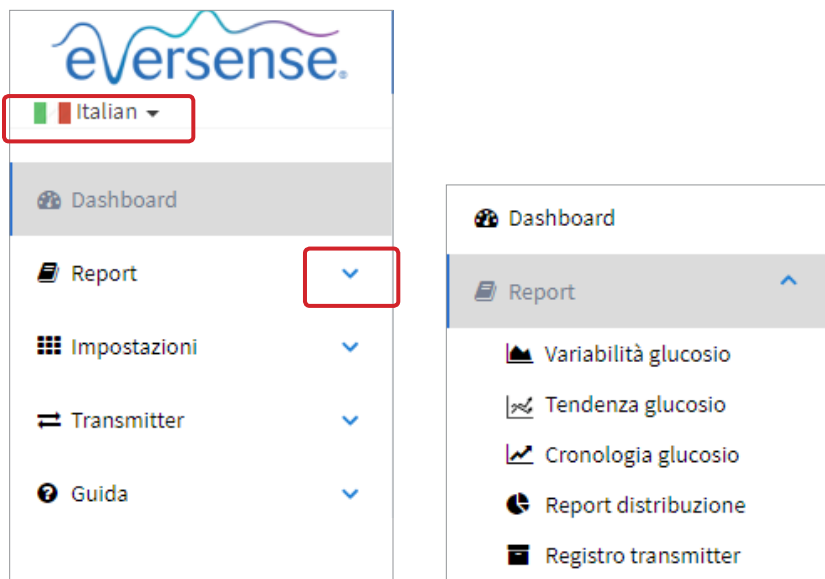 eversense®
Italian
Dashboard
Report
Impostazioni
Transmitter
Guida
Dashboard
Report
Variabilità glucosio
Tendenza glucosio
Cronologia glucosio
Report distribuzione
Registro transmitter